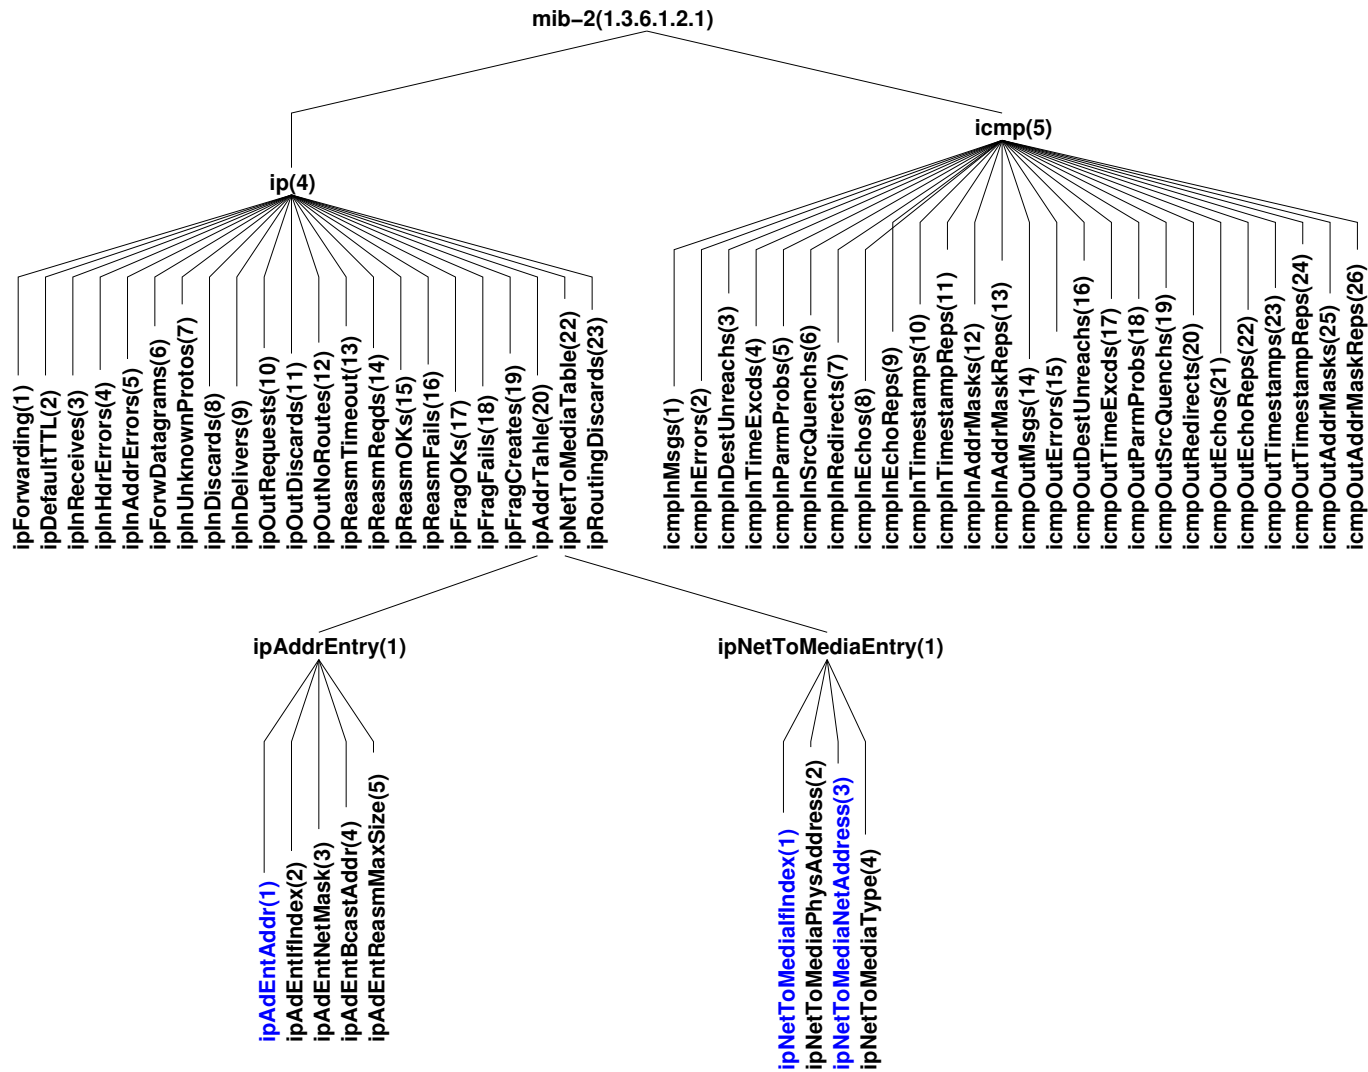 mib−2(1.3.6.1.2.1)
icmp(5)
ip(4)
ipForwarding(1)
ipDefaultTTL(2)
ipInReceives(3)
ipInHdrErrors(4)
ipInAddrErrors(5)
ipForwDatagrams(6)
ipInUnknownProtos(7)
ipInDiscards(8)
ipInDelivers(9)
ipOutRequests(10)
ipOutDiscards(11)
ipOutNoRoutes(12)
ipReasmTimeout(13)
ipReasmReqds(14)
ipReasmOKs(15)
ipReasmFails(16)
ipFragOKs(17)
ipFragFails(18)
ipFragCreates(19)
ipAddrTahle(20)
ipNetToMediaTable(22)
ipRoutingDiscards(23)
icmpInMsgs(1)
icmpInErrors(2)
icmpInDestUnreachs(3)
icmpInTimeExcds(4)
icmpInParmProbs(5)
icmpInSrcQuenchs(6)
icmpInRedirects(7)
icmpInEchos(8)
icmpInEchoReps(9)
icmpInTimestamps(10)
icmpInTimestampReps(11)
icmpInAddrMasks(12)
icmpInAddrMaskReps(13)
icmpOutMsgs(14)
icmpOutErrors(15)
icmpOutDestUnreachs(16)
icmpOutTimeExcds(17)
icmpOutParmProbs(18)
icmpOutSrcQuenchs(19)
icmpOutRedirects(20)
icmpOutEchos(21)
icmpOutEchoReps(22)
icmpOutTimestamps(23)
icmpOutTimestampReps(24)
icmpOutAddrMasks(25)
icmpOutAddrMaskReps(26)
ipAddrEntry(1)
ipNetToMediaEntry(1)
ipAdEntAddr(1)
ipAdEntIfIndex(2)
ipAdEntNetMask(3)
ipAdEntBcastAddr(4)
ipAdEntReasmMaxSize(5)
ipNetToMediaIfIndex(1)
ipNetToMediaPhysAddress(2)
ipNetToMediaNetAddress(3)
ipNetToMediaType(4)